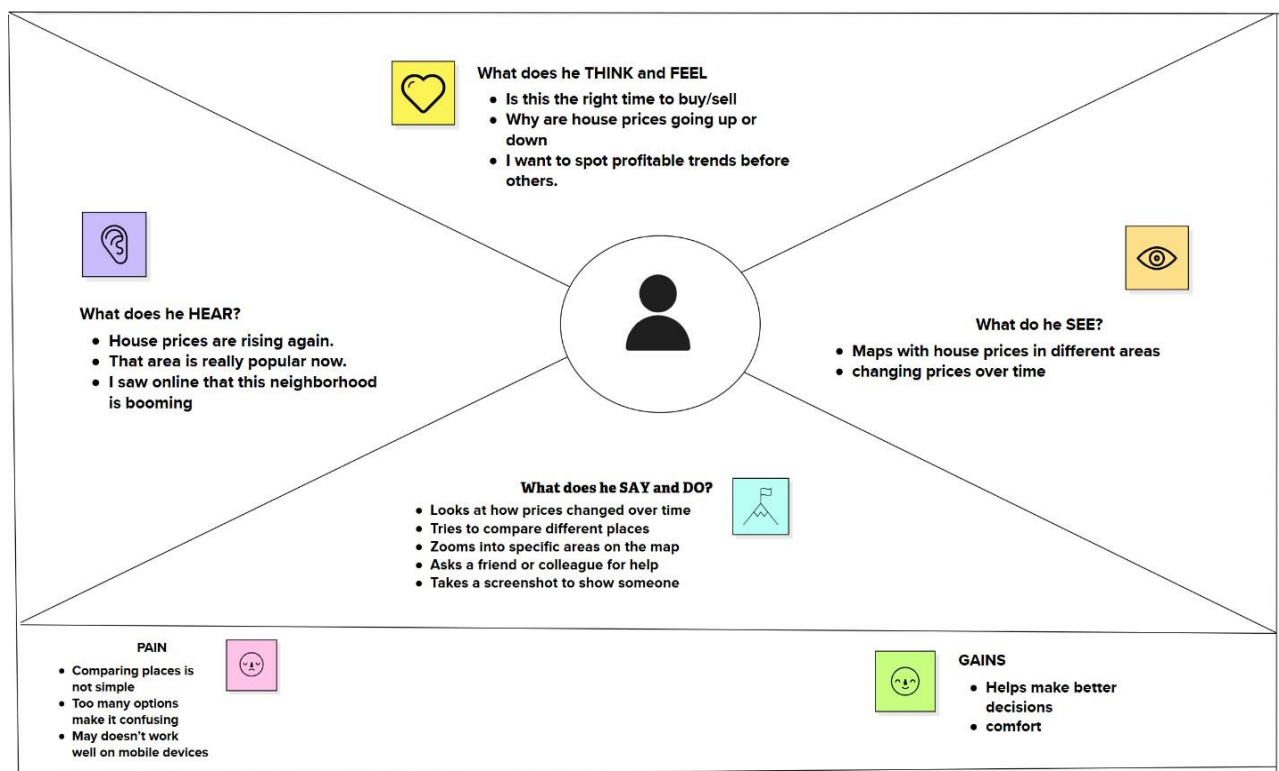 What does he THINK and FEEL
• Is this the right time to buy/sell
• Why are house prices going up or
down
• I want to spot profitable trends before
others.
What does he HEAR?
• House prices are rising again.
• That area is really popular now.
• I saw online that this neighborhood
is booming
What do he SEE?
• Maps with house prices in different areas
• changing prices over time
What does he SAY and DO?
• Looks at how prices changed over time
• Tries to compare different places
• Zooms into specific areas on the map
• Asks a friend or colleague for help
• Takes a screenshot to show someone
PAIN
• Comparing places is
not simple
• Too many options
make it confusing
• May doesn't work
well on mobile devices
GAINS
• Helps make better
decisions
• comfort